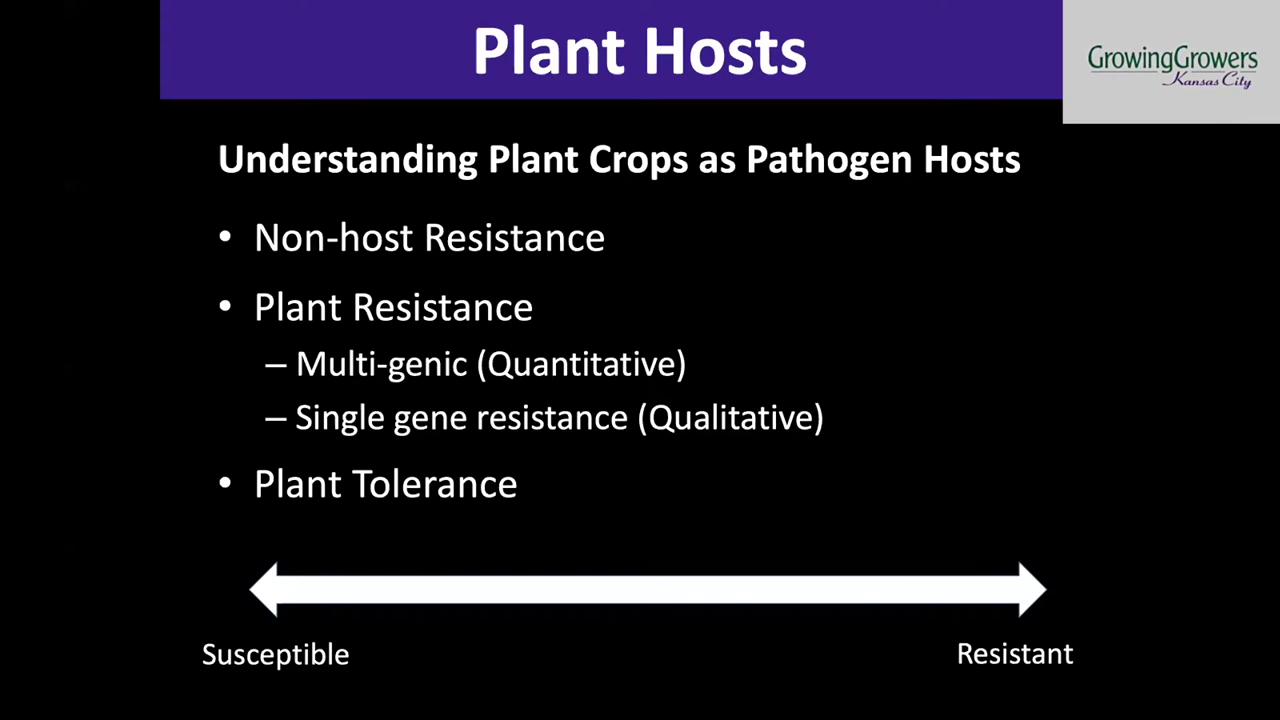 Plant Hosts
GrowingGrowers
Kansas City
Understanding Plant Crops as Pathogen Hosts
• Non-host Resistance
• Plant Resistance
– Multi-genic (Quantitative)
– Single gene resistance (Qualitative)
• Plant Tolerance
Susceptible
Resistant